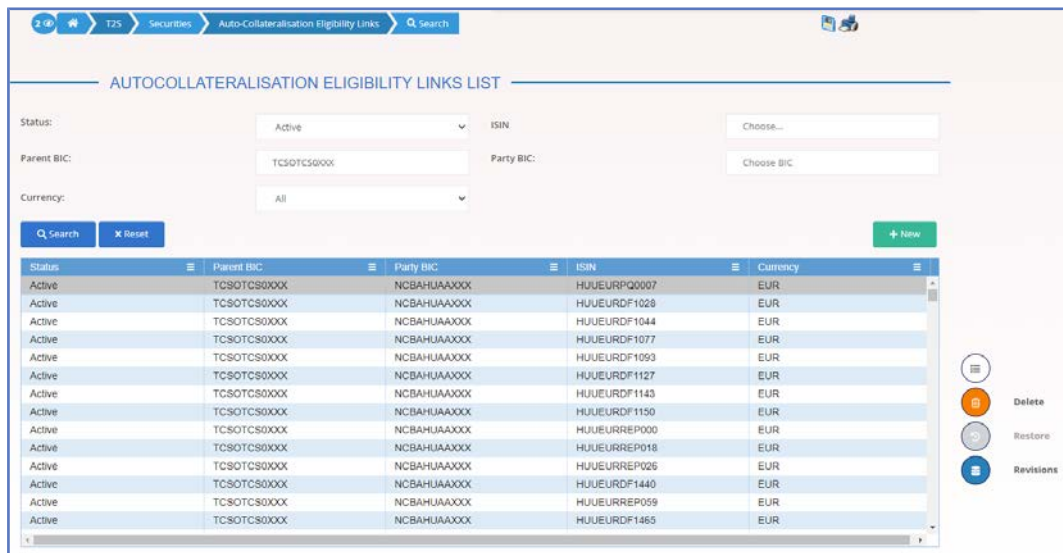 2 T2S Securities Auto-Collateralisation Eligibility Links Search
AUTOCOLLATERALISATION ELIGIBILITY LINKS LIST
Status: Active ISIN Choose...
Parent BIC: TCSOTCS0XXX Party BIC: Choose BIC
Currency: All
Search Reset New
Status Parent BIC Party BIC ISIN Currency
Active TCSOTCS0XXX NCBAHUAAXXX HUUEURPQ0007 EUR
Active TCSOTCS0XXX NCBAHUAAXXX HUUEURDF1028 EUR
Active TCSOTCS0XXX NCBAHUAAXXX HUUEURDF1044 EUR
Active TCSOTCS0XXX NCBAHUAAXXX HUUEURDF1077 EUR
Active TCSOTCS0XXX NCBAHUAAXXX HUUEURDF1093 EUR
Active TCSOTCS0XXX NCBAHUAAXXX HUUEURDF1127 EUR
Active TCSOTCS0XXX NCBAHUAAXXX HUUEURDF1143 EUR
Active TCSOTCS0XXX NCBAHUAAXXX HUUEURDF1150 EUR
Active TCSOTCS0XXX NCBAHUAAXXX HUUEURREP000 EUR
Active TCSOTCS0XXX NCBAHUAAXXX HUUEURREP018 EUR
Active TCSOTCS0XXX NCBAHUAAXXX HUUEURREP026 EUR
Active TCSOTCS0XXX NCBAHUAAXXX HUUEURDF1440 EUR
Active TCSOTCS0XXX NCBAHUAAXXX HUUEURREP059 EUR
Active TCSOTCS0XXX NCBAHUAAXXX HUUEURDF1465 EUR
Delete
Restore
Revisions